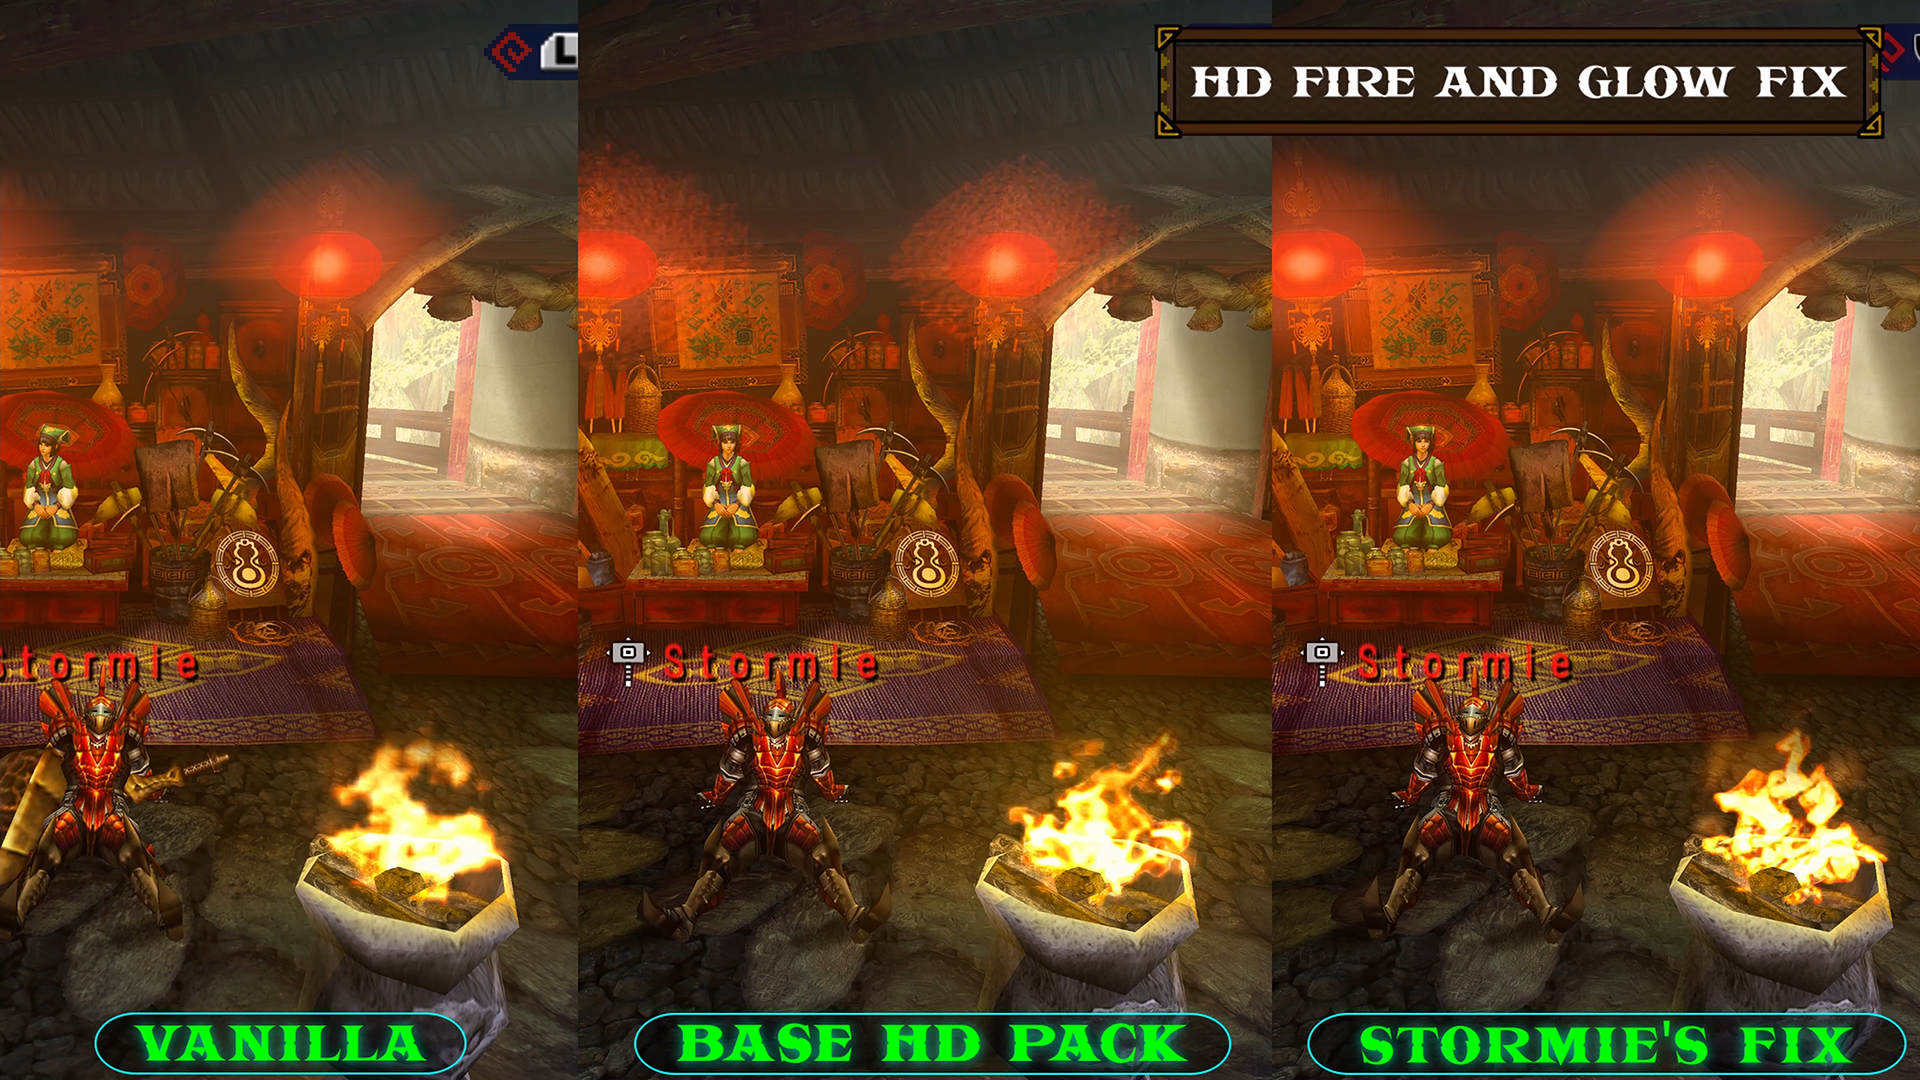 L
HD FIRE AND GLOW FIX
Stormie
Stormie
Stormie
VANILLA
BASE HD PACK
STORMIE'S FIX